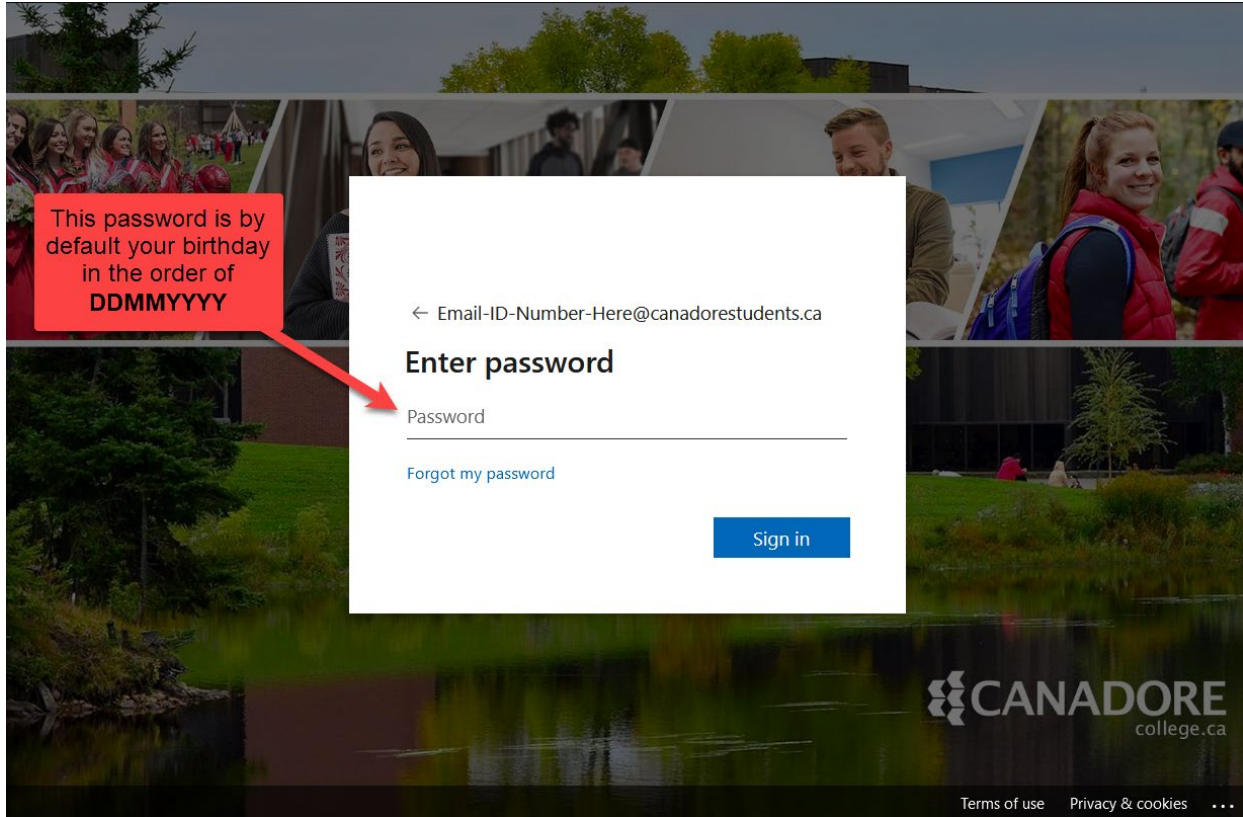 This password is by
default your birthday
in the order of
DDMMYYYY
← Email-ID-Number-Here@canadorestudents.ca
Enter password
Password
Forgot my password
Sign in
CANADORE
college.ca
Terms of use Privacy & cookies ...